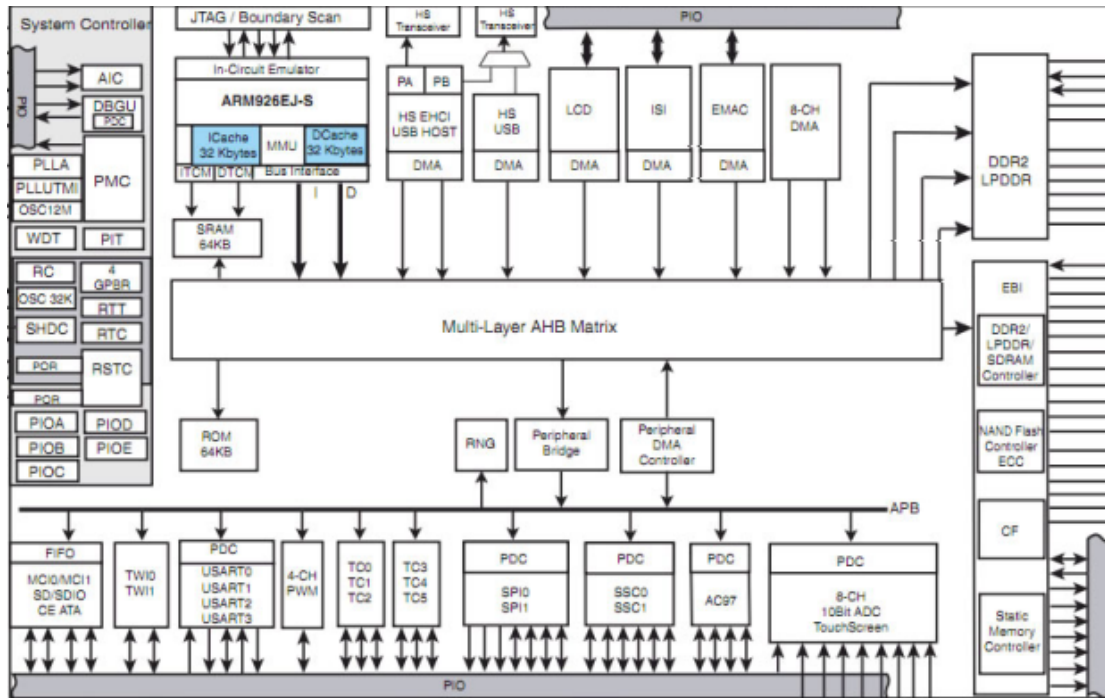 System Controller
PIO
AIC
DBGU
PDC
PLLA
PLLUTMI
OSC12M
PMC
WDT
PIT
RC
OSC 32K
SHDC
POR
4
GPBR
RTT
RTC
RSTC
POR
PIOA
PIOB
PIOC
PIOD
PIOE
JTAG / Boundary Scan
In-Circuit Emulator
ARM926EJ-S
ICache
32 Kbytes
MMU
DCache
32 Kbytes
ITCM
DTCM
Bus Interface
I
D
SRAM
64KB
HS
Transceiver
HS
Transceiver
PA
PB
HS EHCI
USB HOST
DMA
HS
USB
DMA
PIO
LCD
DMA
ISI
DMA
EMAC
DMA
8-CH
DMA
DDR2
LPDDR
Multi-Layer AHB Matrix
EBI
DDR2/
LPDDR/
SDRAM
Controller
NAND Flash
Controller
ECC
CF
Static
Memory
Controller
ROM
64KB
RNG
Peripheral
Bridge
Peripheral
DMA
Controller
APB
FIFO
MCI0/MCI1
SD/SDIO
CE ATA
TWI0
TWI1
PDC
USART0
USART1
USART2
USART3
4-CH
PWM
TC0
TC1
TC2
TC3
TC4
TC5
PDC
SPI0
SPI1
PDC
SSC0
SSC1
PDC
AC97
PDC
8-CH
10Bit ADC
TouchScreen
PIO